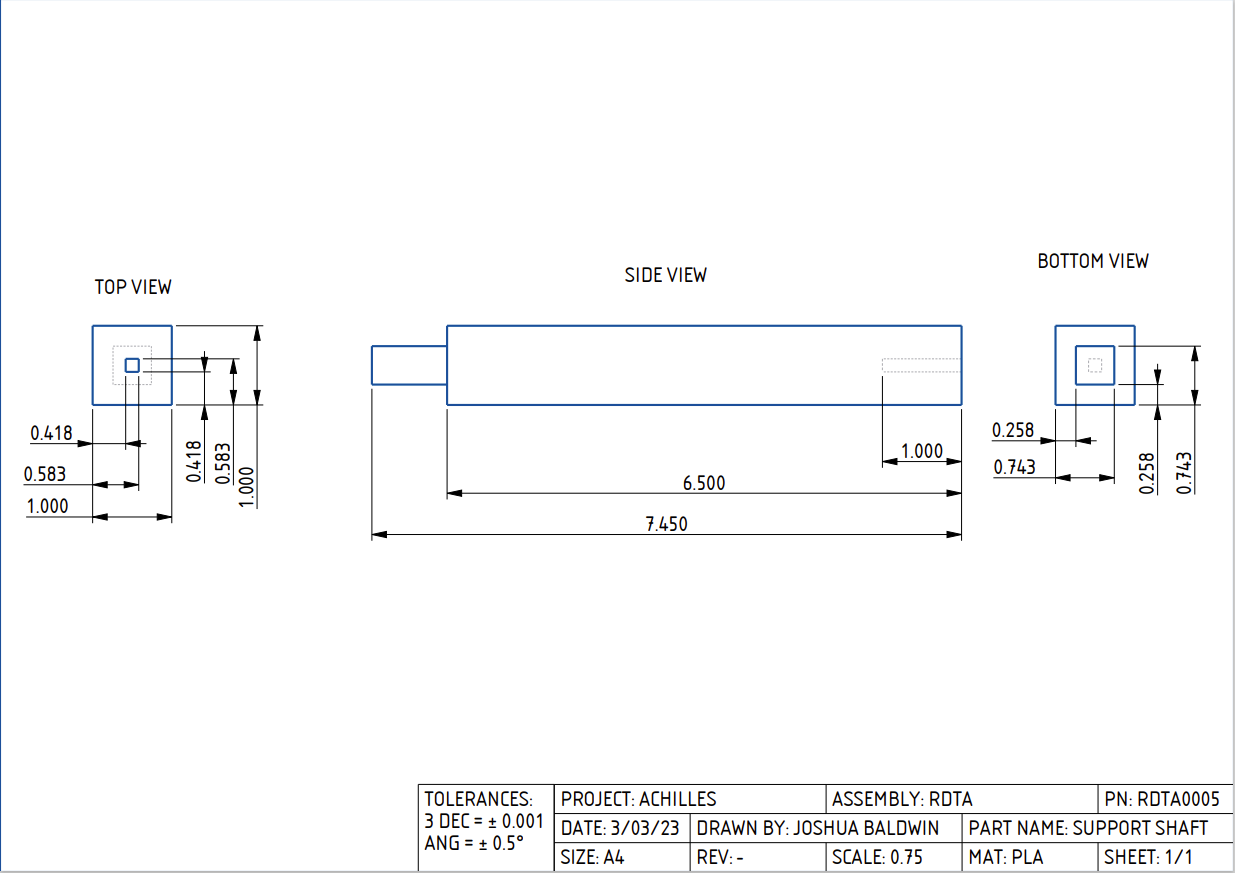 BOTTOM VIEW
SIDE VIEW
TOP VIEW
0.418
0.583
1.000
0.418
0.583
1.000
1.000
6.500
7.450
0.258
0.743
0.258
0.743
TOLERANCES:
3 DEC = ± 0.001
ANG = ± 0.5°
PROJECT: ACHILLES
ASSEMBLY: RDTA
PN: RDTA0005
DATE: 3/03/23
DRAWN BY: JOSHUA BALDWIN
PART NAME: SUPPORT SHAFT
SIZE: A4
REV: -
SCALE: 0.75
MAT: PLA
SHEET: 1/1